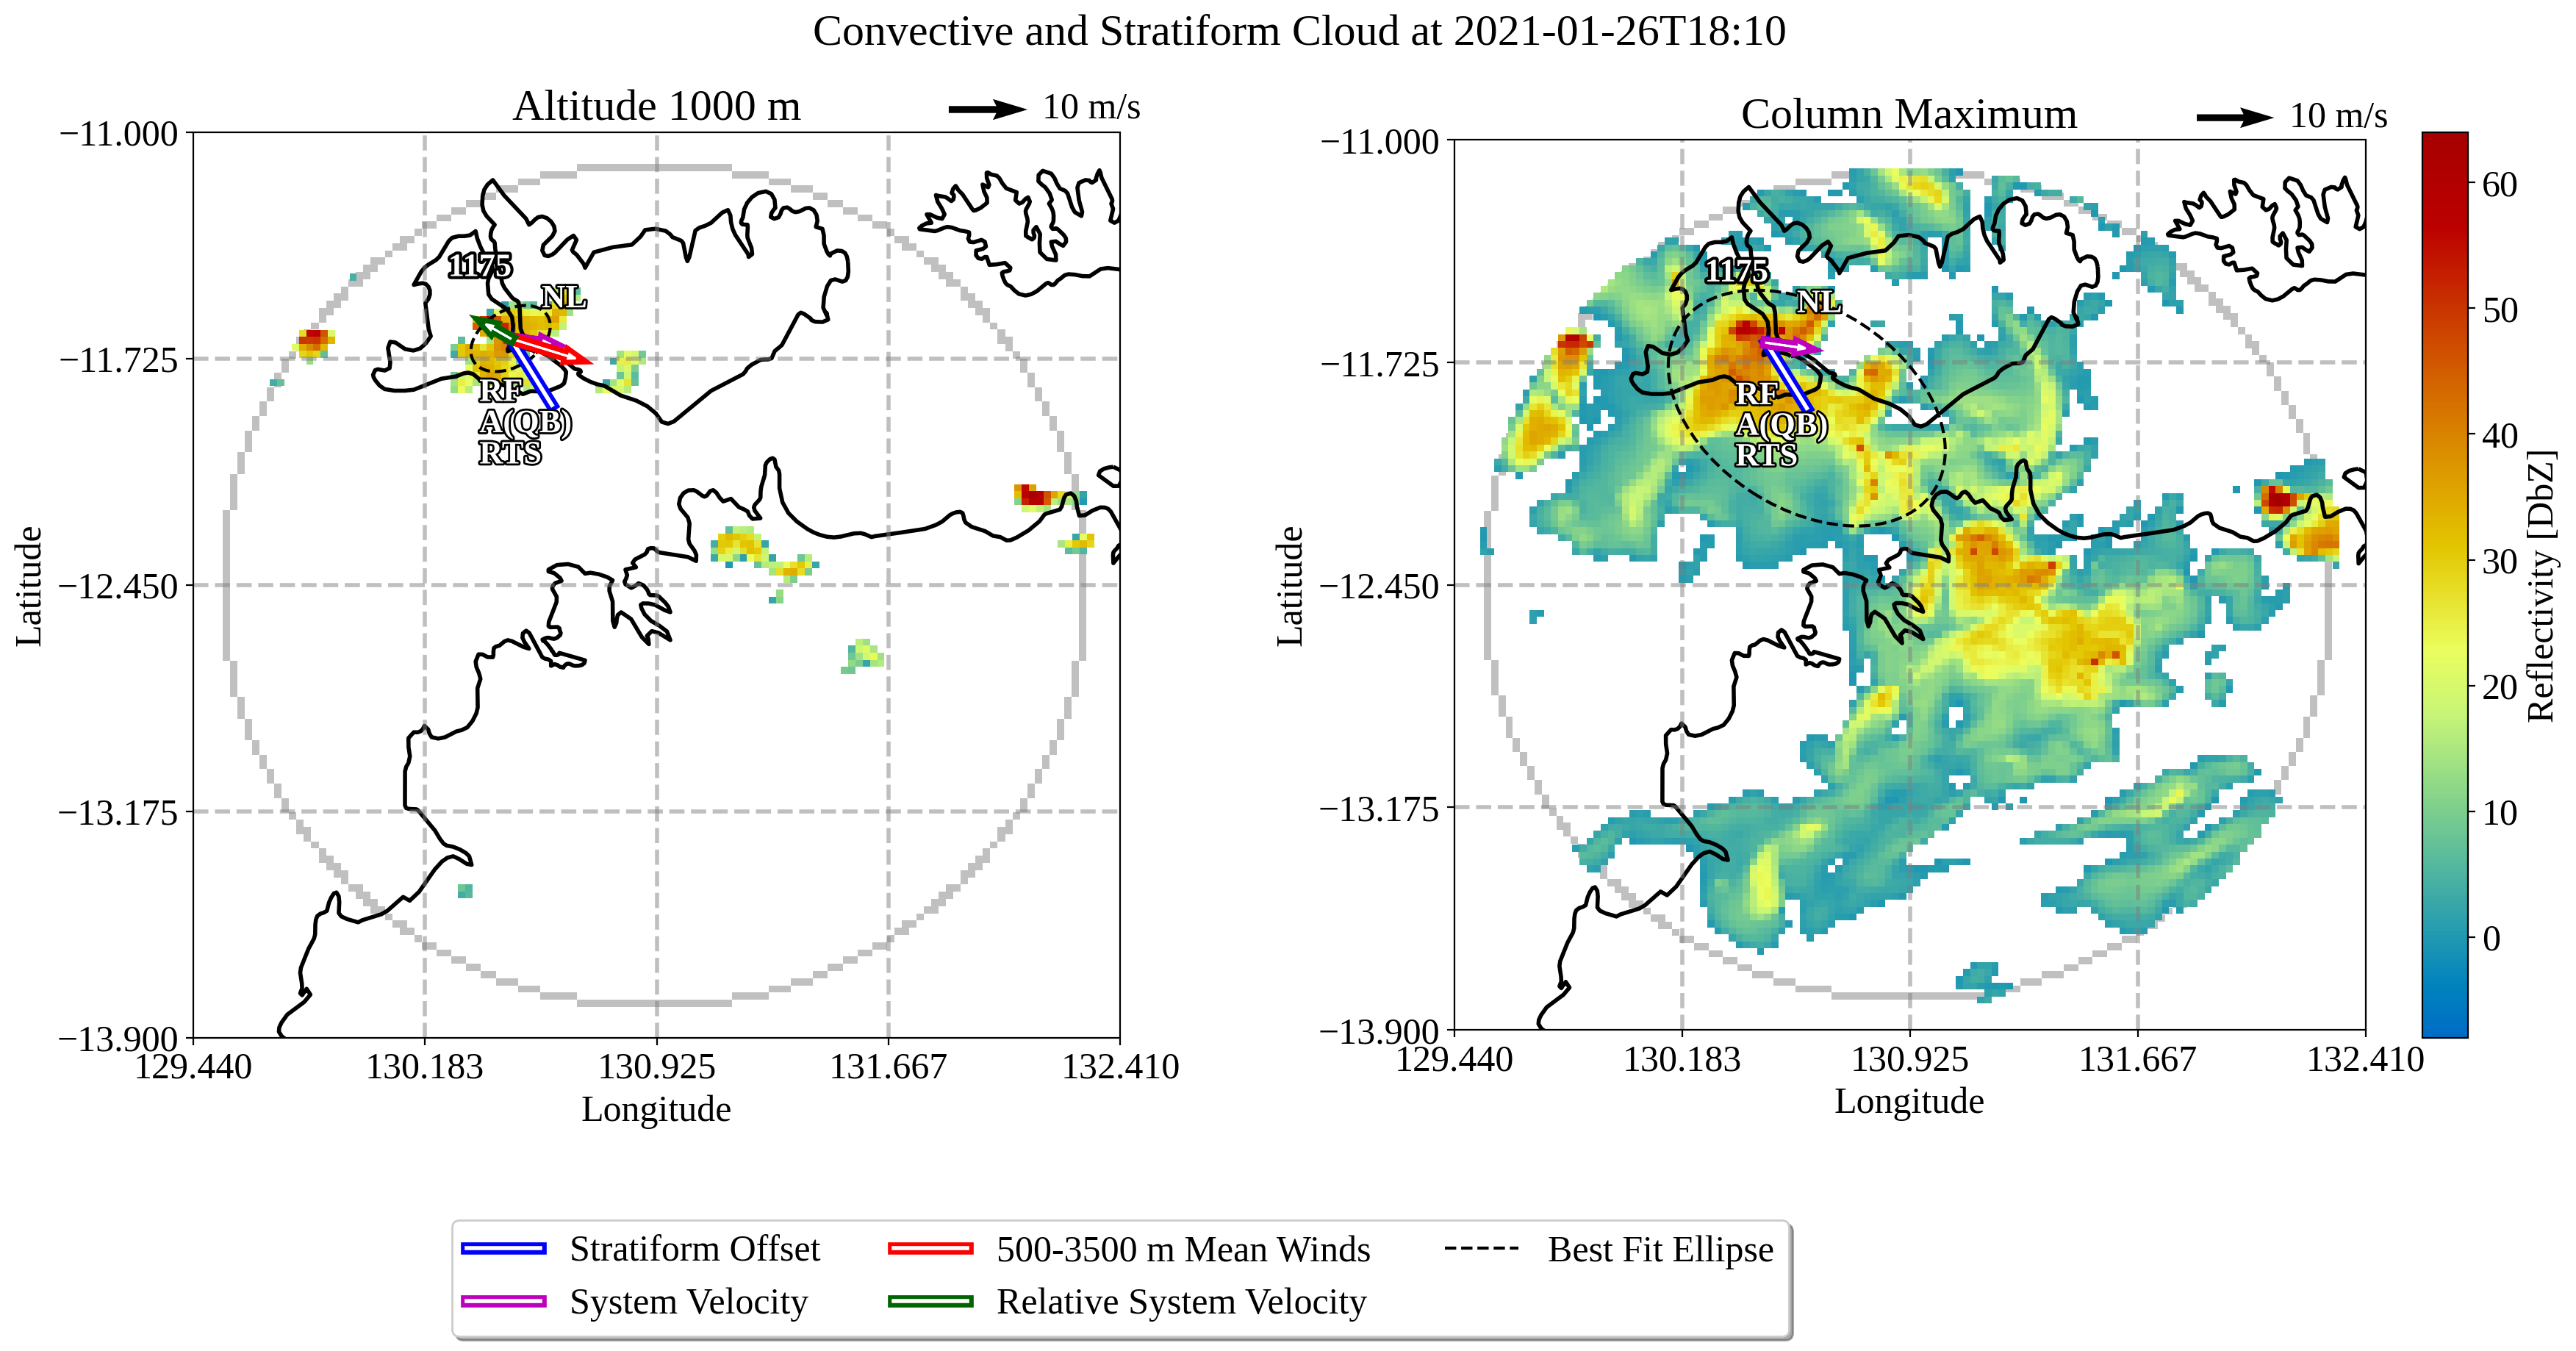 Convective and Stratiform Cloud at 2021-01-26T18:10
Altitude 1000 m
10 m/s
−11.000
−11.725
−12.450
−13.175
−13.900
129.440
130.183
130.925
131.667
132.410
Latitude
Longitude
1175
NL
RF
A(QB)
RTS
Column Maximum
10 m/s
−11.000
−11.725
−12.450
−13.175
−13.900
129.440
130.183
130.925
131.667
132.410
Latitude
Longitude
1175
NL
RF
A(QB)
RTS
60
50
40
30
20
10
0
Reflectivity [DbZ]
Stratiform Offset
500-3500 m Mean Winds
Best Fit Ellipse
System Velocity
Relative System Velocity